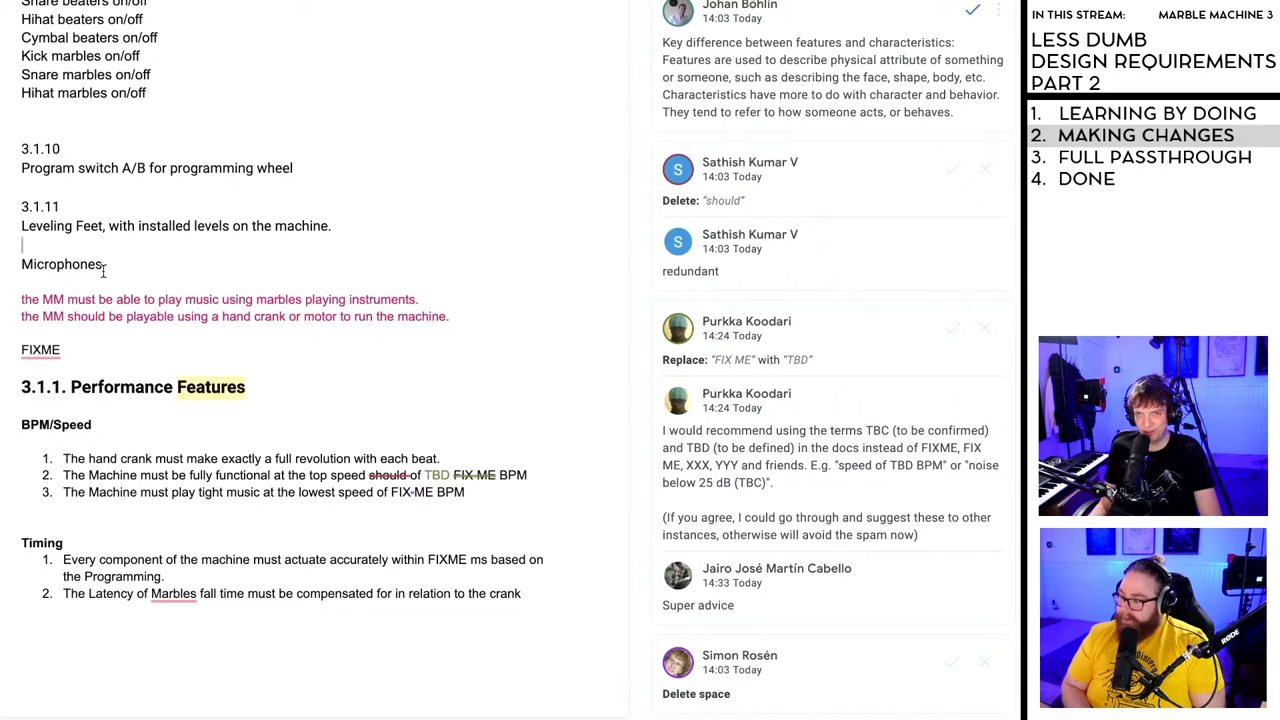 Snare beaters on/off
Hihat beaters on/off
Cymbal beaters on/off
Kick marbles on/off
Snare marbles on/off
Hihat marbles on/off
3.1.10
Program switch A/B for programming wheel
3.1.11
Leveling Feet, with installed levels on the machine.
Microphones
the MM must be able to play music using marbles playing instruments.
the MM should be playable using a hand crank or motor to run the machine.
FIXME
3.1.1. Performance Features
BPM/Speed
1. The hand crank must make exactly a full revolution with each beat.
2. The Machine must be fully functional at the top speed should of TBD FIX ME BPM
3. The Machine must play tight music at the lowest speed of FIX ME BPM
Timing
1. Every component of the machine must actuate accurately within FIXME ms based on
the Programming.
2. The Latency of Marbles fall time must be compensated for in relation to the crank
Johan Böhlin
14:03 Today
Key difference between features and characteristics:
Features are used to describe physical attribute of something
or someone, such as describing the face, shape, body, etc.
Characteristics have more to do with character and behavior.
They tend to refer to how someone acts, or behaves.
S
Sathish Kumar V
14:03 Today
Delete: "should"
S
Sathish Kumar V
14:03 Today
redundant
Purkka Koodari
14:24 Today
Replace: "FIX ME" with "TBD"
Purkka Koodari
14:24 Today
I would recommend using the terms TBC (to be confirmed)
and TBD (to be defined) in the docs instead of FIXME, FIX
ME, XXX, YYY and friends. E.g. "speed of TBD BPM" or "noise
below 25 dB (TBC)".
(If you agree, I could go through and suggest these to other
instances, otherwise will avoid the spam now)
Jairo José Martín Cabello
14:33 Today
Super advice
Simon Rosén
14:03 Today
Delete space
IN THIS STREAM: MARBLE MACHINE 3
LESS DUMB
DESIGN REQUIREMENTS
PART 2
1. LEARNING BY DOING
2. MAKING CHANGES
3. FULL PASSTHROUGH
4. DONE
RØDE